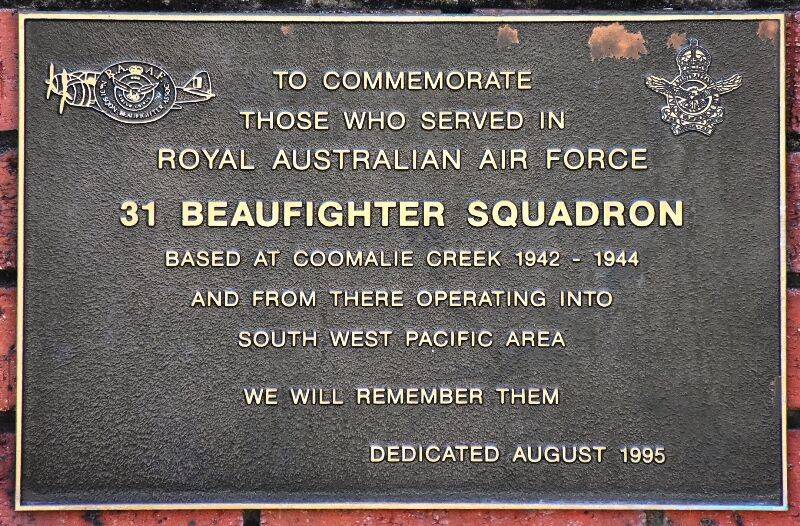 R.A.A.F.
TO COMMEMORATE
THOSE WHO SERVED IN
ROYAL AUSTRALIAN AIR FORCE
31 BEAUFIGHTER SQUADRON
BASED AT COOMALIE CREEK 1942 - 1944
AND FROM THERE OPERATING INTO
SOUTH WEST PACIFIC AREA
WE WILL REMEMBER THEM
DEDICATED AUGUST 1995